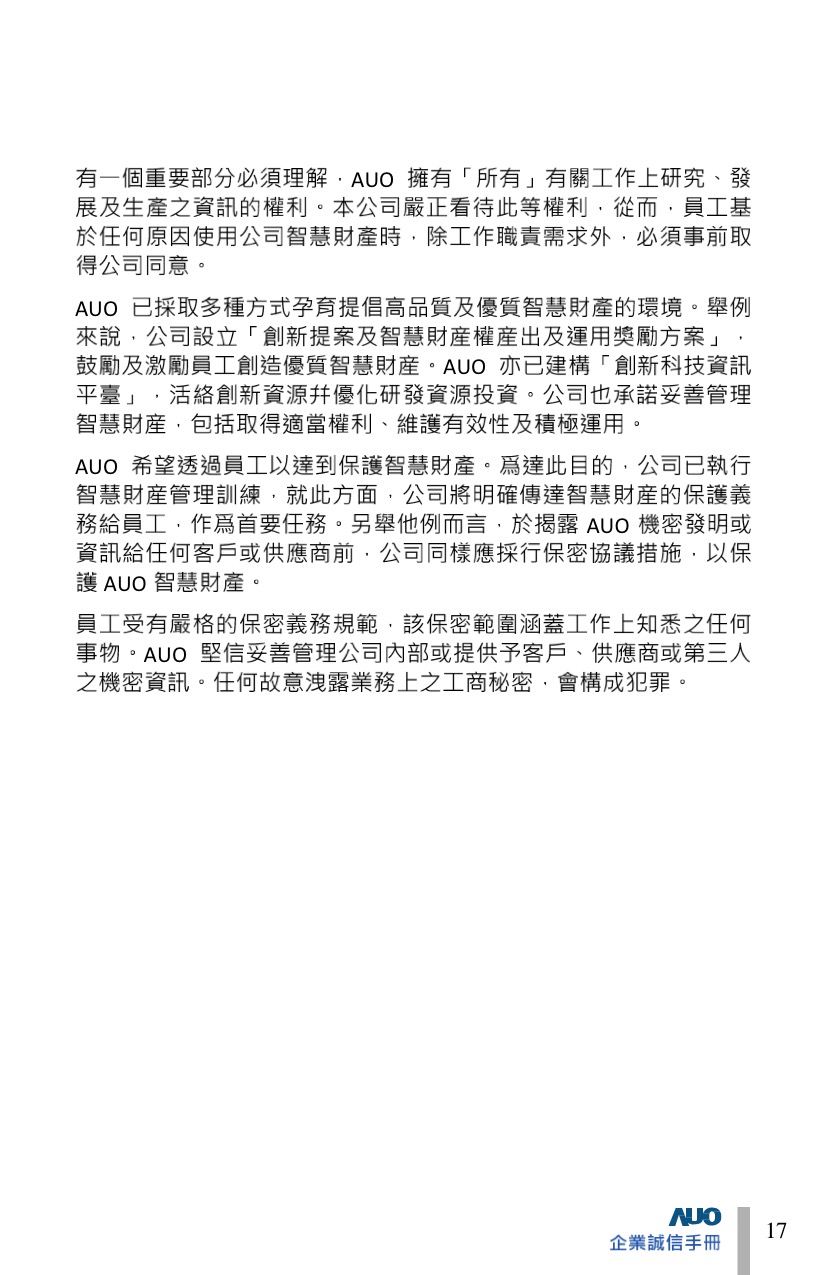 有一個重要部分必須理解，AUO 擁有「所有」有關工作上研究、發
展及生產之資訊的權利。本公司嚴正看待此等權利，從而，員工基
於任何原因使用公司智慧財產時，除工作職責需求外，必須事前取
得公司同意。
AUO 已採取多種方式孕育提倡高品質及優質智慧財產的環境。舉例
來說，公司設立「創新提案及智慧財產權產出及運用獎勵方案」，
鼓勵及激勵員工創造優質智慧財產。AUO 亦已建構「創新科技資訊
平臺」，活絡創新資源并優化研發資源投資。公司也承諾妥善管理
智慧財產，包括取得適當權利、維護有效性及積極運用。
AUO 希望透過員工以達到保護智慧財產。爲達此目的，公司已執行
智慧財產管理訓練，就此方面，公司將明確傳達智慧財產的保護義
務給員工，作爲首要任務。另舉他例而言，於揭露 AUO 機密發明或
資訊給任何客戶或供應商前，公司同樣應採行保密協議措施，以保
護 AUO 智慧財產。
員工受有嚴格的保密義務規範，該保密範圍涵蓋工作上知悉之任何
事物。AUO 堅信妥善管理公司內部或提供予客戶、供應商或第三人
之機密資訊。任何故意洩露業務上之工商秘密，會構成犯罪。
AUO
企業誠信手冊
17